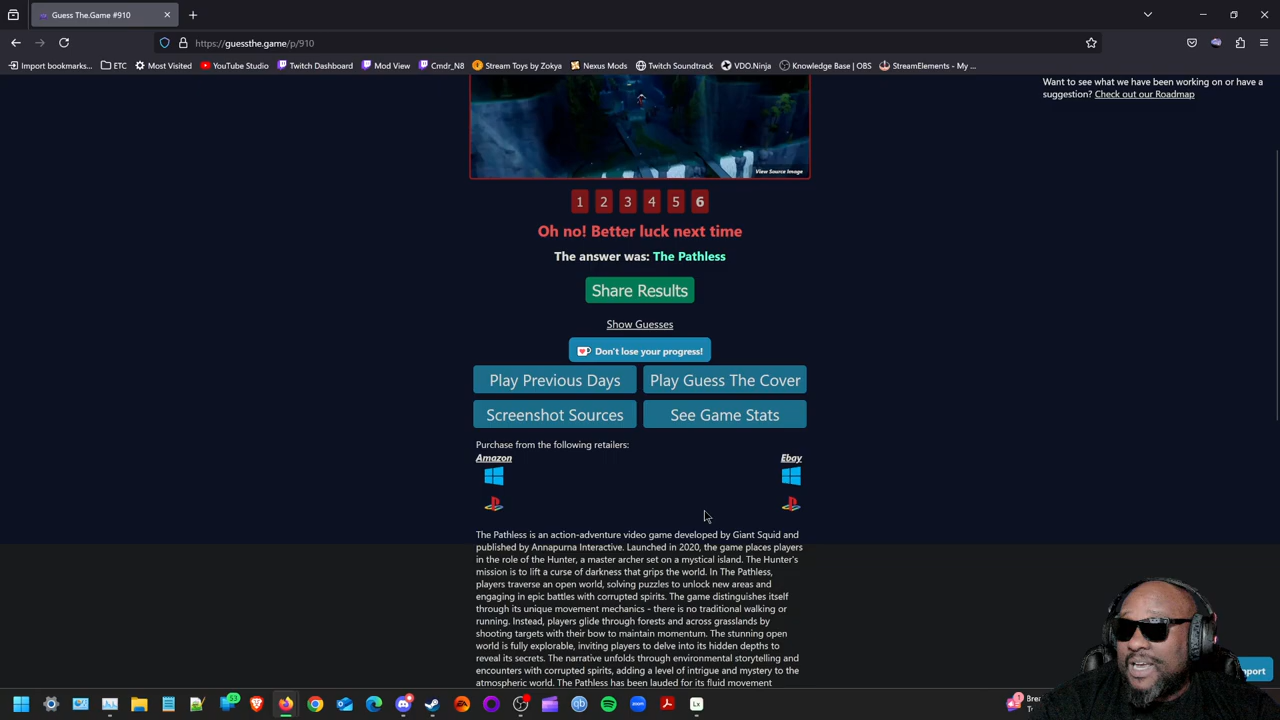 Guess The.Game #910
https://guessthe.game/p/910
Import bookmarks...
ETC
Most Visited
YouTube Studio
Twitch Dashboard
Mod View
Cmdr_N8
Stream Toys by Zokya
Nexus Mods
Twitch Soundtrack
VDO.Ninja
Knowledge Base | OBS
StreamElements - My ...
Want to see what we have been working on or have a
suggestion? Check out our Roadmap
View Source Image
1 2 3 4 5 6
Oh no! Better luck next time
The answer was: The Pathless
Share Results
Show Guesses
Don't lose your progress!
Play Previous Days
Play Guess The Cover
Screenshot Sources
See Game Stats
Purchase from the following retailers:
Amazon
Ebay
The Pathless is an action-adventure video game developed by Giant Squid and
published by Annapurna Interactive. Launched in 2020, the game places players
in the role of the Hunter, a master archer set on a mystical island. The Hunter's
mission is to lift a curse of darkness that grips the world. In The Pathless,
players traverse an open world, solving puzzles to unlock new areas and
engaging in epic battles with corrupted spirits. The game distinguishes itself
through its unique movement mechanics - there is no traditional walking or
running. Instead, players glide through forests and across grasslands by
shooting targets with their bow to maintain momentum. The stunning open
world is fully explorable, inviting players to delve into its hidden depths to
reveal its secrets. The narrative unfolds through environmental storytelling and
encounters with corrupted spirits, adding a level of intrigue and mystery to the
atmospheric world. The Pathless has been lauded for its fluid movement
port
53
Lx
1
Brea